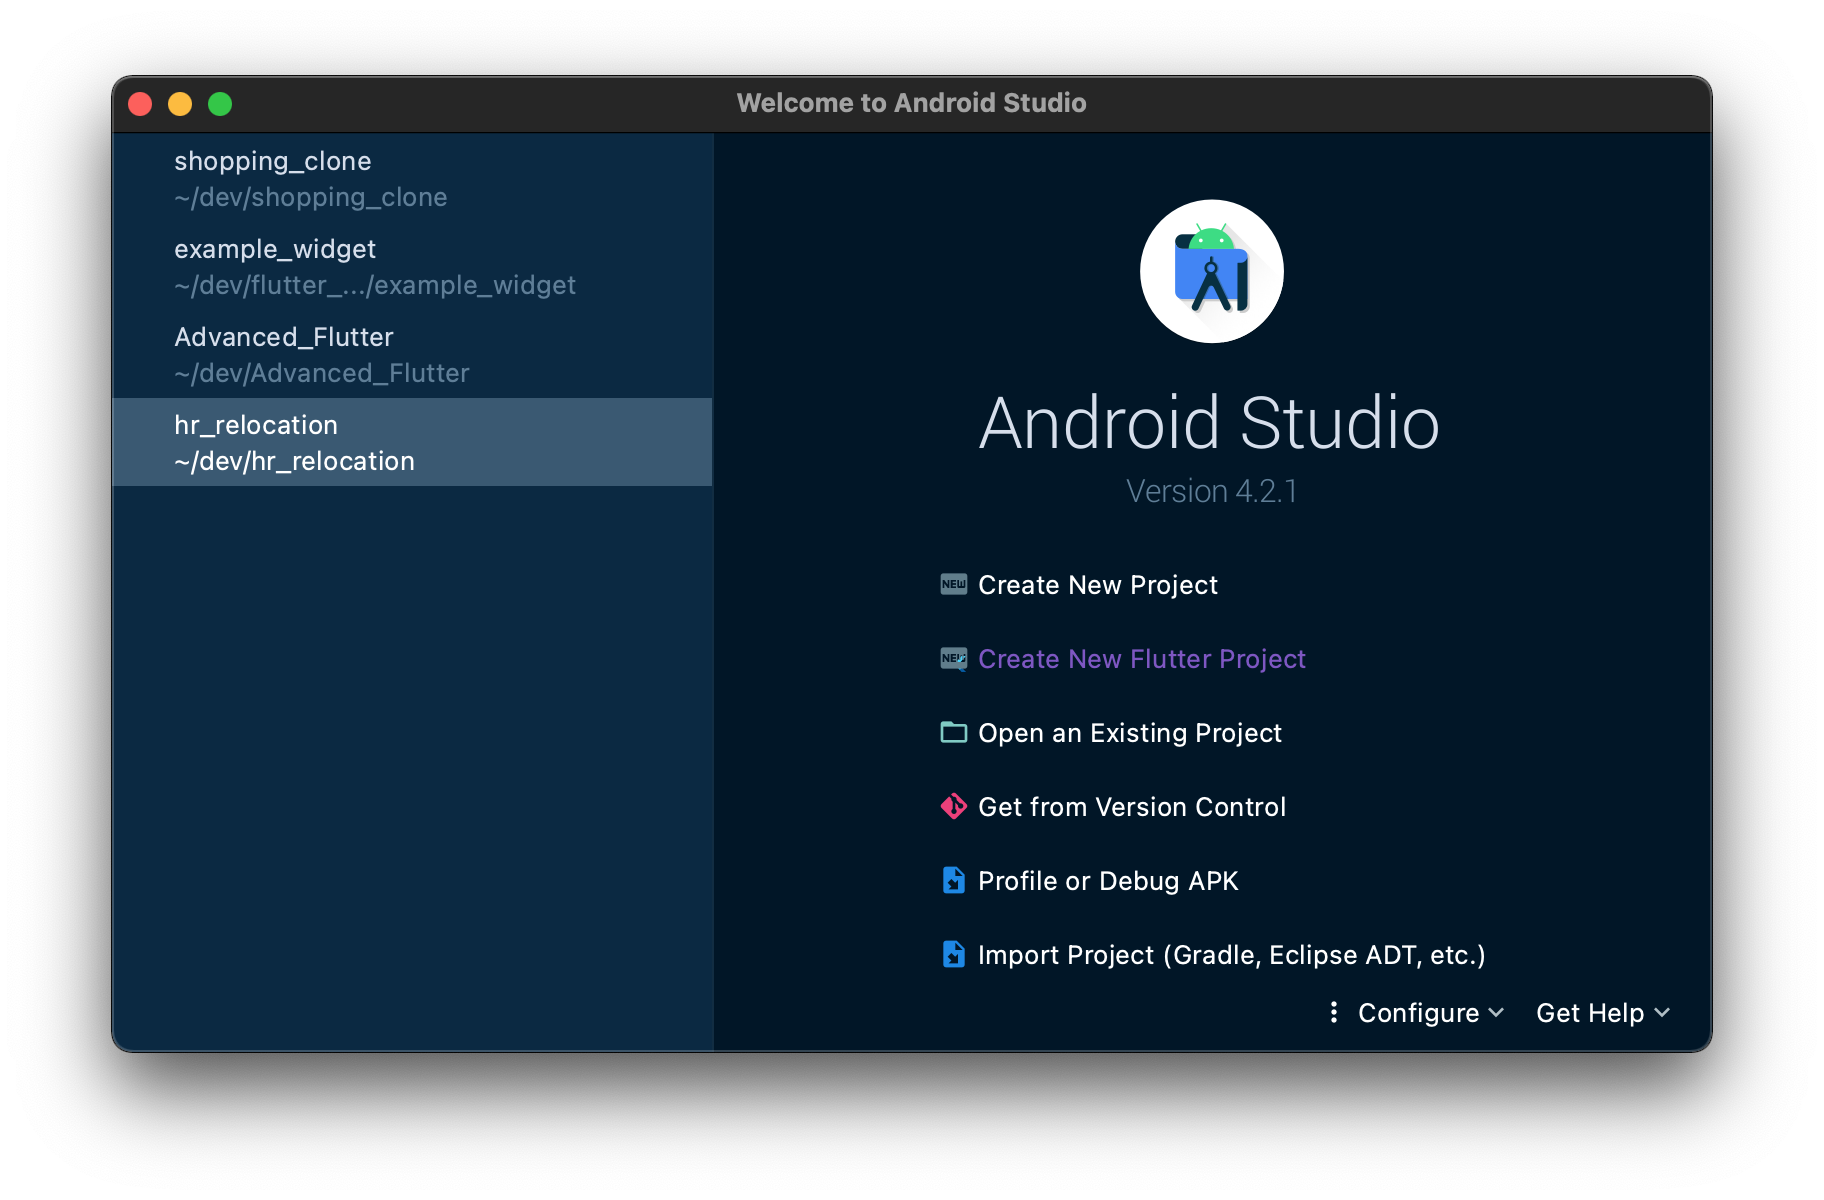 Welcome to Android Studio
shopping_clone
~/dev/shopping_clone
example_widget
~/dev/flutter_.../example_widget
Advanced_Flutter
~/dev/Advanced_Flutter
hr_relocation
~/dev/hr_relocation
Android Studio
Version 4.2.1
NEW Create New Project
NEW Create New Flutter Project
Open an Existing Project
Get from Version Control
Profile or Debug APK
Import Project (Gradle, Eclipse ADT, etc.)
Configure Get Help